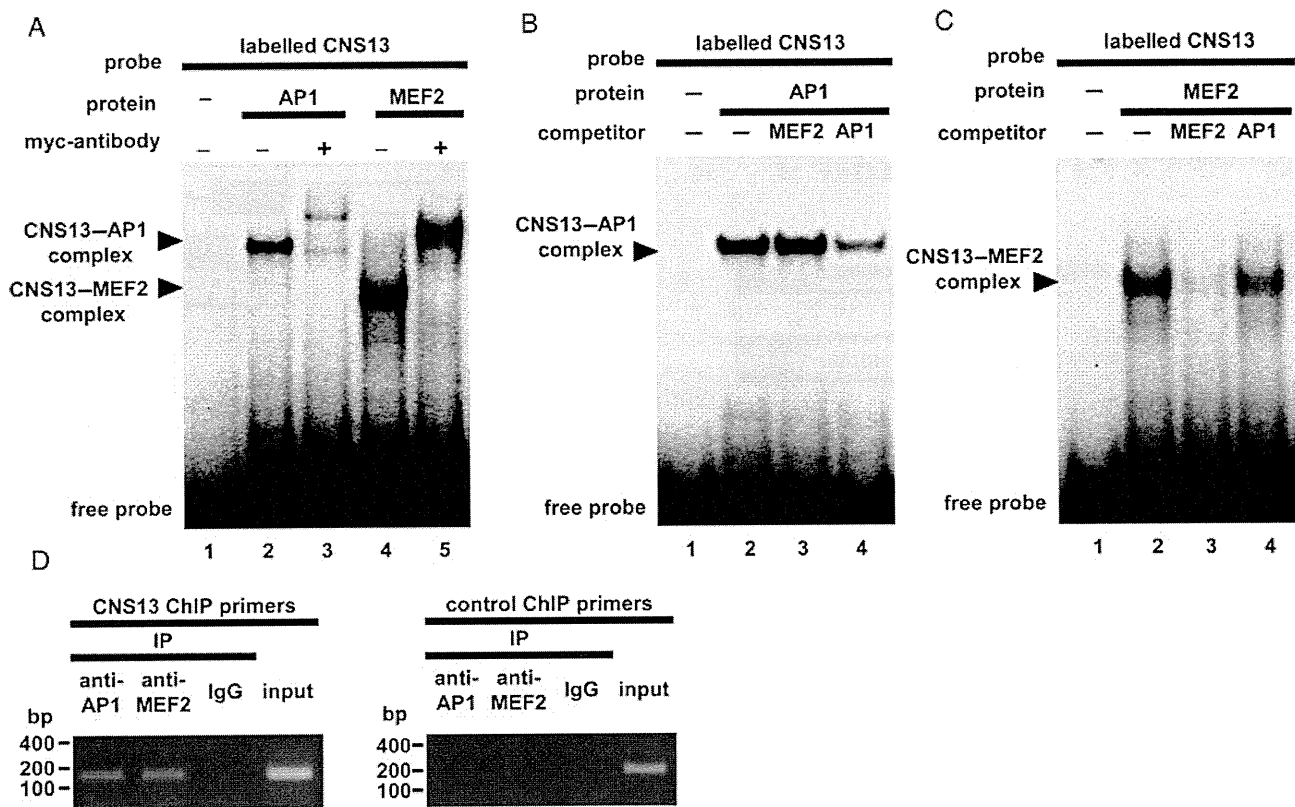 A
labelled CNS13
probe
protein – AP1 MEF2
myc-antibody – – + – +
CNS13–AP1
complex
CNS13–MEF2
complex
free probe
1 2 3 4 5
B
labelled CNS13
probe
protein – AP1
competitor – – MEF2 AP1
CNS13–AP1
complex
free probe
1 2 3 4
C
labelled CNS13
probe
protein – MEF2
competitor – – MEF2 AP1
CNS13–MEF2
complex
free probe
1 2 3 4
D
CNS13 ChIP primers
IP
anti-
AP1
anti-
MEF2
IgG
input
bp
400
200
100
control ChIP primers
IP
anti-
AP1
anti-
MEF2
IgG
input
bp
400
200
100